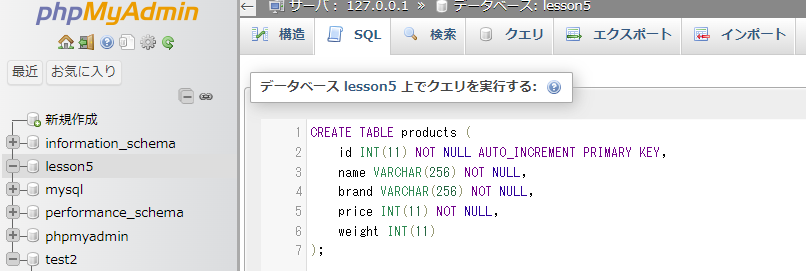 phpMyAdmin
最近 お気に入り
新規作成
information_schema
lesson5
mysql
performance_schema
phpmyadmin
test2
サーバ: 127.0.0.1 » データベース: lesson5
構造 SQL 検索 クエリ エクスポート インポート
データベース lesson5 上でクエリを実行する:
1 CREATE TABLE products (
2 id INT(11) NOT NULL AUTO_INCREMENT PRIMARY KEY,
3 name VARCHAR(256) NOT NULL,
4 brand VARCHAR(256) NOT NULL,
5 price INT(11) NOT NULL,
6 weight INT(11)
7 );